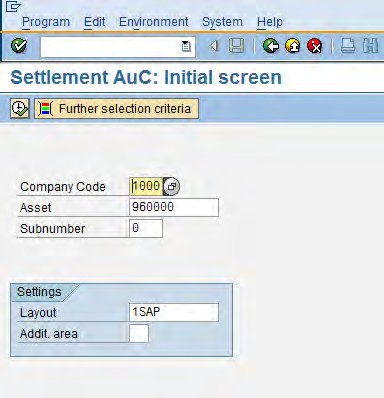 Program Edit Environment System Help
Settlement AuC: Initial screen
Further selection criteria
Company Code 1000
Asset 960000
Subnumber 0
Settings
Layout 1SAP
Addit. area